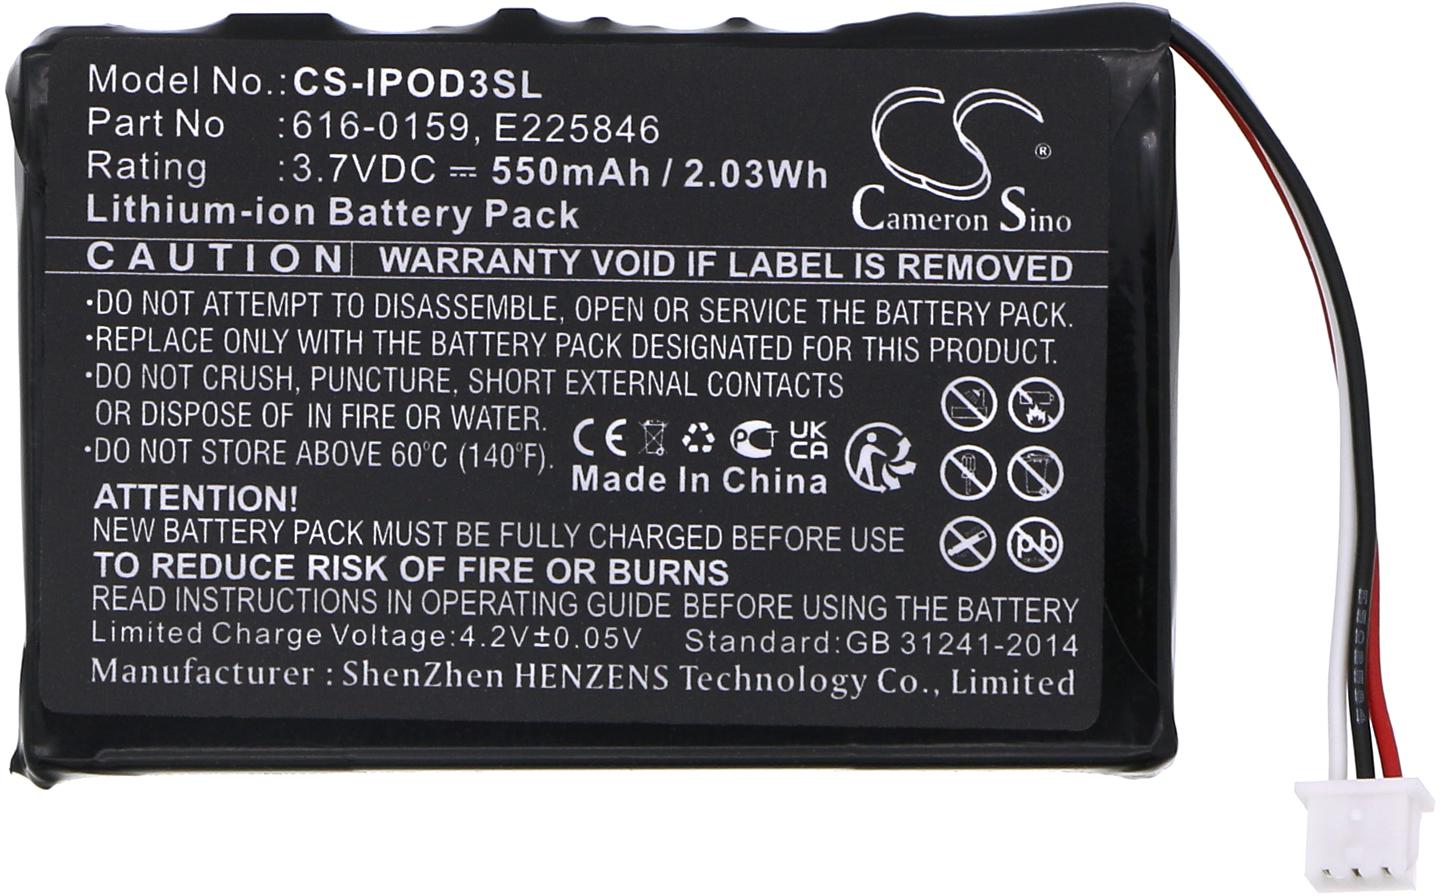 Model No.: CS-IPOD3SL
Part No : 616-0159, E225846
Rating : 3.7VDC ⎓ 550mAh / 2.03Wh
Lithium-ion Battery Pack
CS ®
Cameron Sino
CAUTION WARRANTY VOID IF LABEL IS REMOVED
·DO NOT ATTEMPT TO DISASSEMBLE, OPEN OR SERVICE THE BATTERY PACK.
·REPLACE ONLY WITH THE BATTERY PACK DESIGNATED FOR THIS PRODUCT.
·DO NOT CRUSH, PUNCTURE, SHORT EXTERNAL CONTACTS
OR DISPOSE OF IN FIRE OR WATER.
·DO NOT STORE ABOVE 60°C (140°F).
CE PCT UK
CA
Made In China
Pb
ATTENTION!
NEW BATTERY PACK MUST BE FULLY CHARGED BEFORE USE
TO REDUCE RISK OF FIRE OR BURNS
READ INSTRUCTIONS IN OPERATING GUIDE BEFORE USING THE BATTERY
Limited Charge Voltage:4.2V±0.05V Standard:GB 31241-2014
Manufacturer : ShenZhen HENZENS Technology Co., Limited